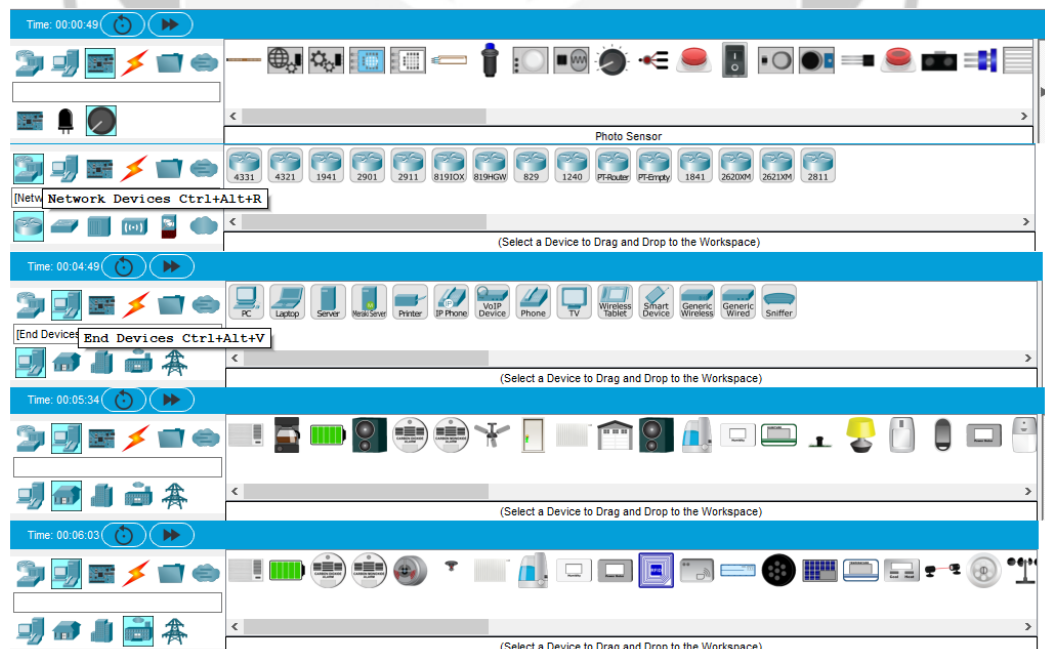 Time: 00:00:49
Photo Sensor
4331 4321 1941 2901 2911 819IOX 819HGW 829 1240 PT-Router PT-Empty 1841 2620XM 2621XM 2811
[Netw
Network Devices Ctrl+Alt+R
(Select a Device to Drag and Drop to the Workspace)
Time: 00:04:49
PC Laptop Server Meraki Server Printer IP Phone VoIP Device Phone TV Wireless Tablet Smart Device Generic Wireless Generic Wired Sniffer
[End Devices
End Devices Ctrl+Alt+V
(Select a Device to Drag and Drop to the Workspace)
Time: 00:05:34
(Select a Device to Drag and Drop to the Workspace)
Time: 00:06:03
(Select a Device to Drag and Drop to the Workspace)